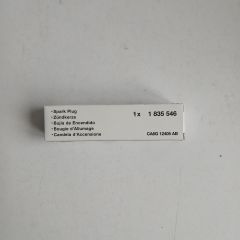 •Spark Plug
•Zündkerze
•Bujía de Encendido
•Bougie d'Allumage
•Candela d'Accensione
1 x 1 835 546
CA6G 12405 AB